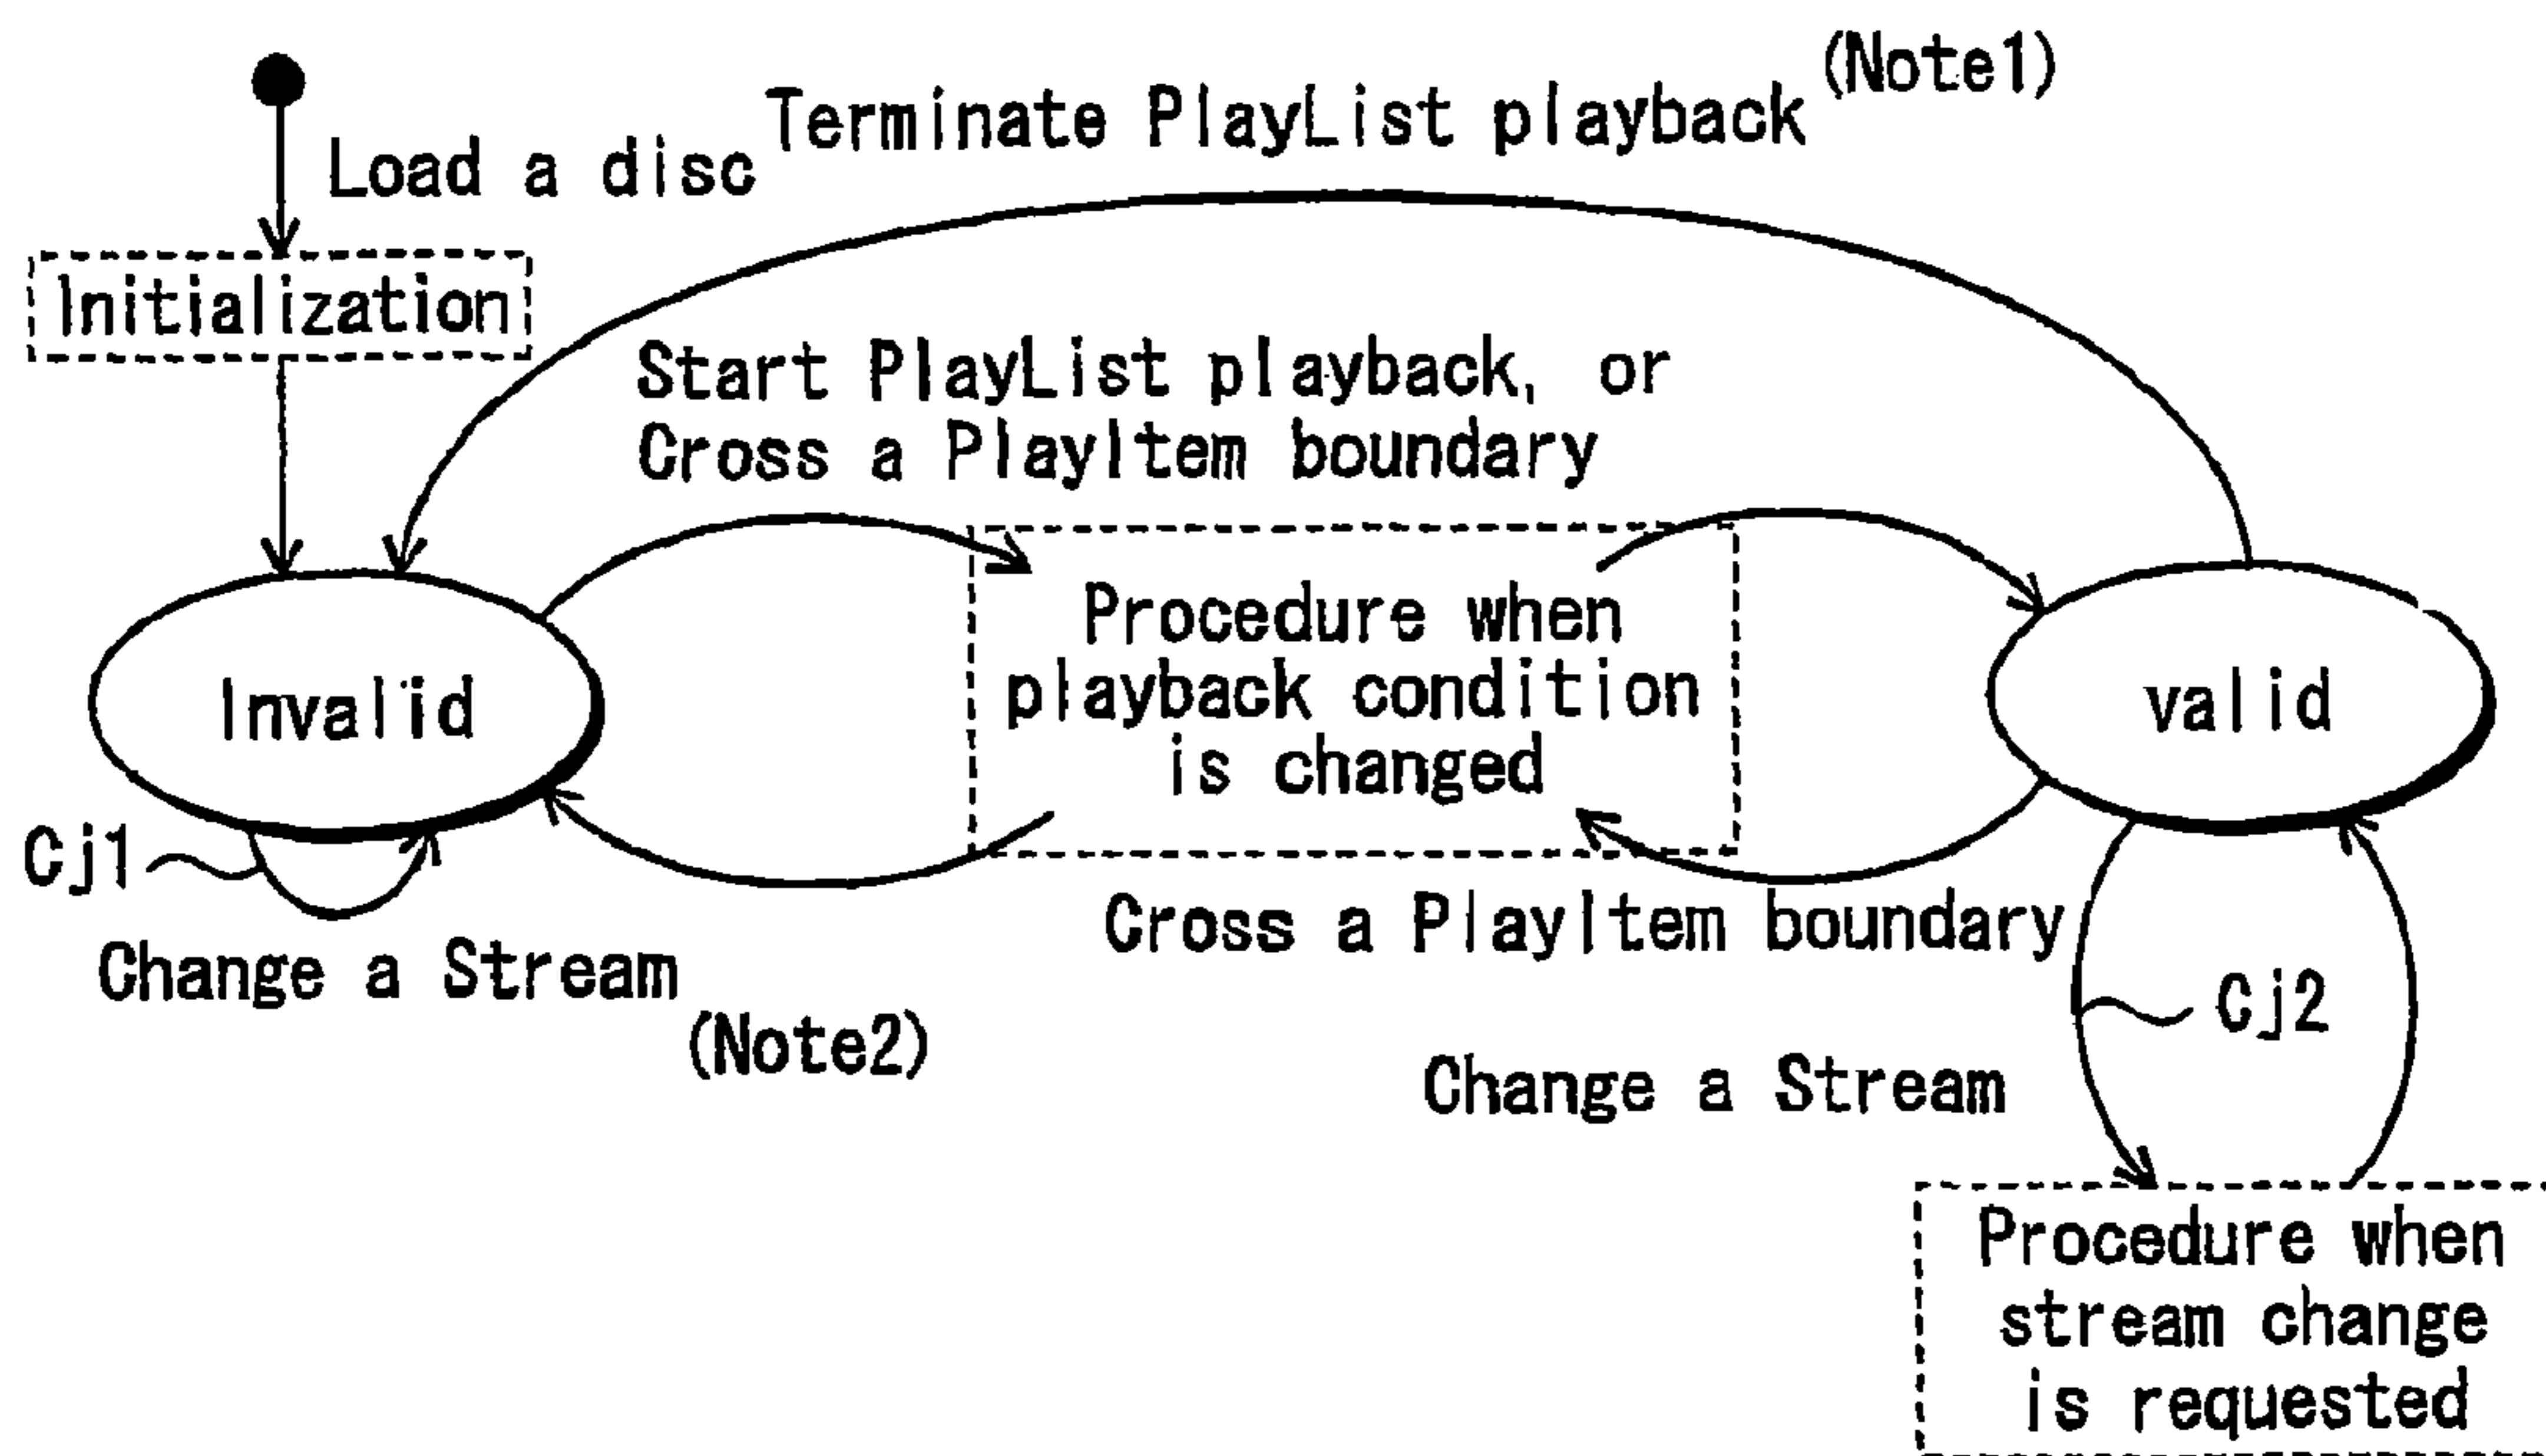 (Note1)
Terminate PlayList playback
Load a disc
Initialization
Start PlayList playback, or
Cross a PlayItem boundary
Procedure when
playback condition
is changed
Invalid
valid
Cj1
Change a Stream
(Note2)
Cross a PlayItem boundary
Cj2
Change a Stream
Procedure when
stream change
is requested